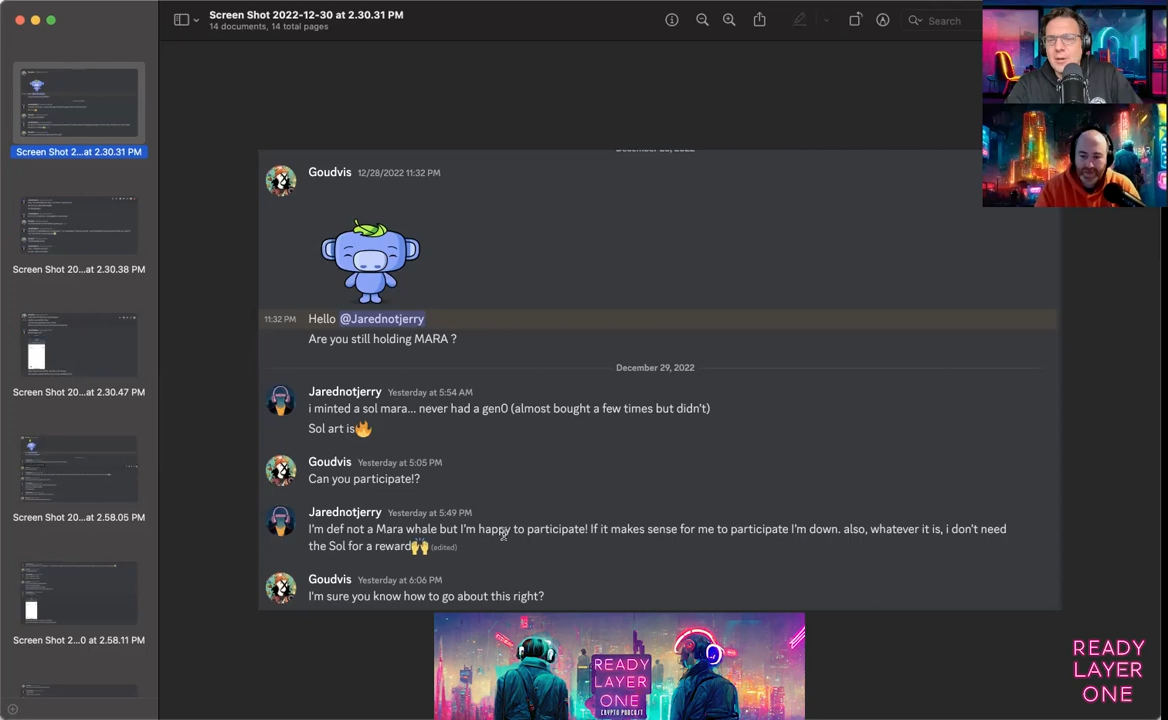 Screen Shot 2022-12-30 at 2.30.31 PM
14 documents, 14 total pages
Search
Screen Shot 2...at 2.30.31 PM
Screen Shot 20...at 2.30.38 PM
Screen Shot 20...at 2.30.47 PM
Screen Shot 20...at 2.58.05 PM
Screen Shot 2...0 at 2.58.11 PM
Goudvis 12/28/2022 11:32 PM
11:32 PM Hello @Jarednotjerry
Are you still holding MARA ?
December 29, 2022
Jarednotjerry Yesterday at 5:54 AM
i minted a sol mara... never had a gen0 (almost bought a few times but didn't)
Sol art is🔥
Goudvis Yesterday at 5:05 PM
Can you participate!?
Jarednotjerry Yesterday at 5:49 PM
I'm def not a Mara whale but I'm happy to participate! If it makes sense for me to participate I'm down. also, whatever it is, i don't need
the Sol for a reward🙌 (edited)
Goudvis Yesterday at 6:06 PM
I'm sure you know how to go about this right?
READY
LAYER
ONE
CRYPTO PODCAST
READY
LAYER
ONE